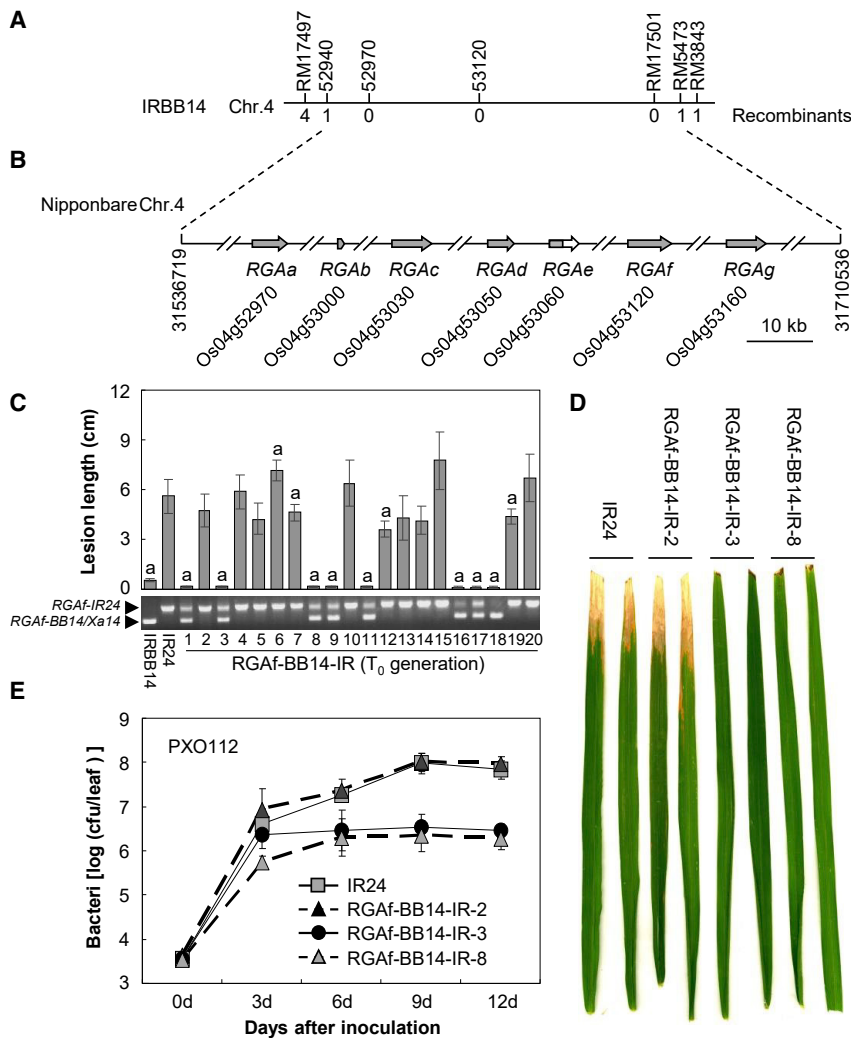 A
RM17497
52940
52970
53120
RM17501
RM5473
RM3843
IRBB14 Chr.4
4 1 0 0 0 1 1 Recombinants
B
Nipponbare Chr.4
31536719
31710536
RGAa RGAb RGAc RGAd RGAe RGAf RGAg
Os04g52970
Os04g53000
Os04g53030
Os04g53050
Os04g53060
Os04g53120
Os04g53160
10 kb
C
Lesion length (cm)
12
9
6
3
0
a a a a a a a a a a a a a a
RGAf-IR24
RGAf-BB14/Xa14
IRBB14
IR24
1 2 3 4 5 6 7 8 9 10 11 12 13 14 15 16 17 18 19 20
RGAf-BB14-IR (T0 generation)
D
IR24
RGAf-BB14-IR-2
RGAf-BB14-IR-3
RGAf-BB14-IR-8
E
Bacteri [log (cfu/leaf )]
9
8
7
6
5
4
3
PXO112
IR24
RGAf-BB14-IR-2
RGAf-BB14-IR-3
RGAf-BB14-IR-8
0d 3d 6d 9d 12d
Days after inoculation